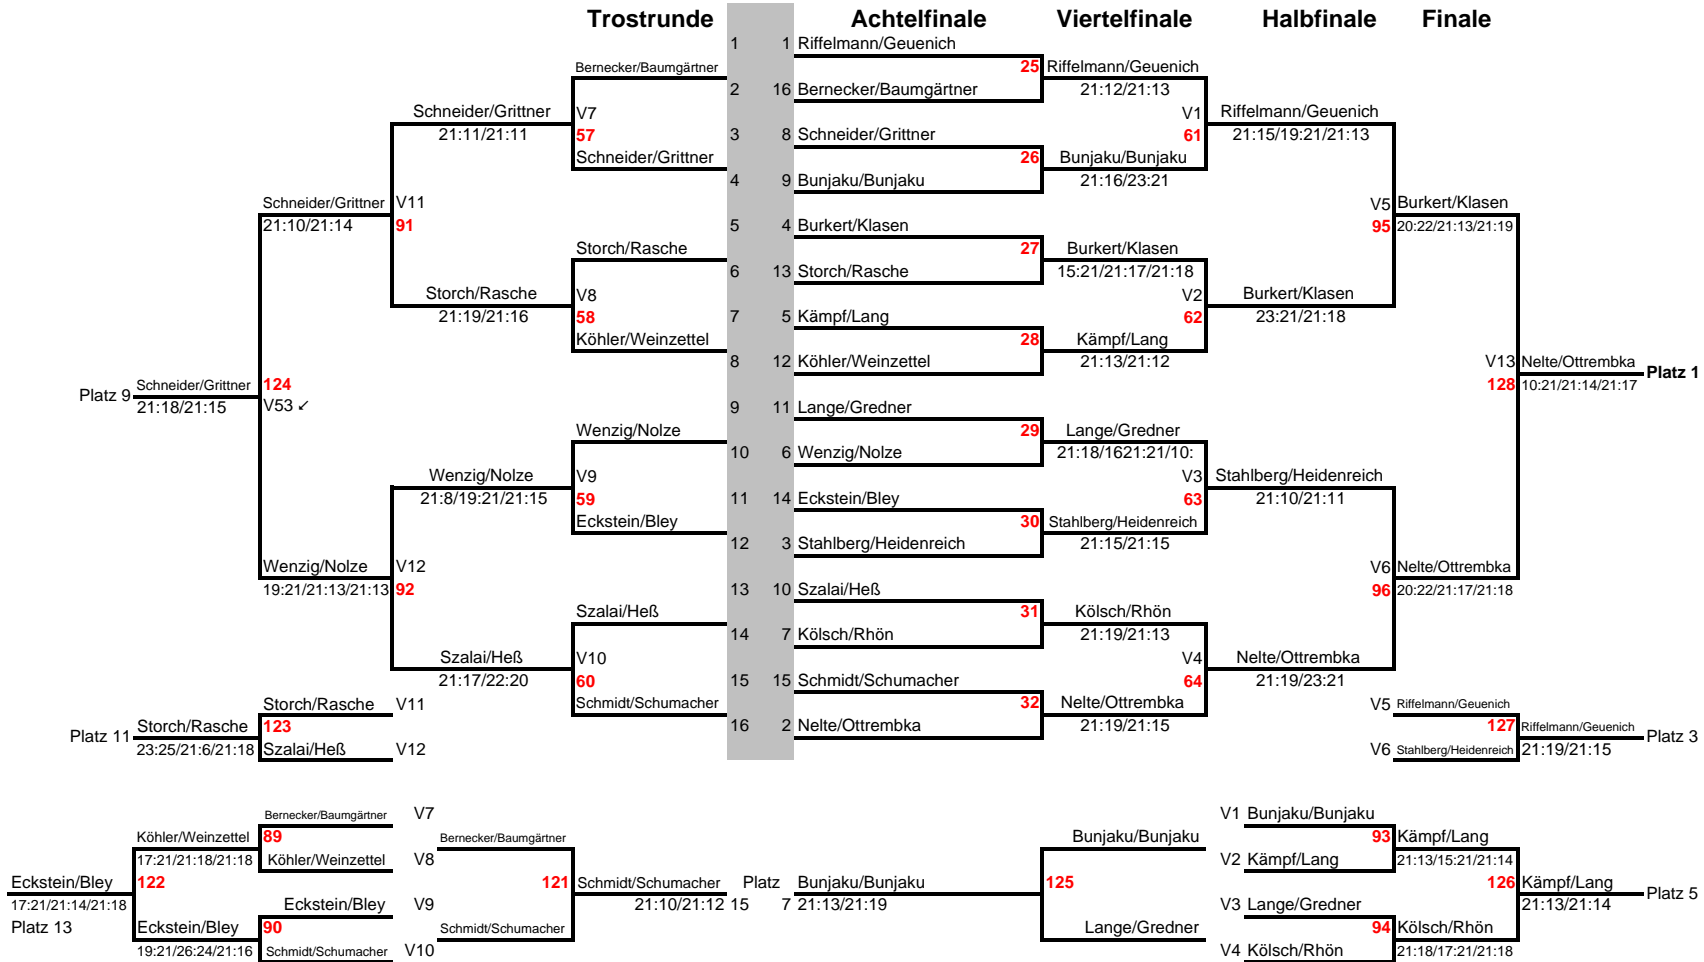 Trostrunde Achtelfinale Viertelfinale Halbfinale Finale
1 1 Riffelmann/Geuenich
Bernecker/Baumgärtner 25 Riffelmann/Geuenich
2 16 Bernecker/Baumgärtner 21:12/21:13
Schneider/Grittner V7 V1 Riffelmann/Geuenich
21:11/21:11 57 3 8 Schneider/Grittner 61 21:15/19:21/21:13
Schneider/Grittner 26 Bunjaku/Bunjaku
4 9 Bunjaku/Bunjaku 21:16/23:21
Schneider/Grittner V11 V5 Burkert/Klasen
21:10/21:14 91 5 4 Burkert/Klasen 95 20:22/21:13/21:19
Storch/Rasche 27 Burkert/Klasen
6 13 Storch/Rasche 15:21/21:17/21:18
Storch/Rasche V8 V2 Burkert/Klasen
21:19/21:16 58 7 5 Kämpf/Lang 62 23:21/21:18
Köhler/Weinzettel 28 Kämpf/Lang
8 12 Köhler/Weinzettel 21:13/21:12
V13 Nelte/Ottrembka
Platz 9 Schneider/Grittner 124 128 10:21/21:14/21:17 Platz 1
21:18/21:15 V53 ↙ 9 11 Lange/Gredner
Wenzig/Nolze 29 Lange/Gredner
10 6 Wenzig/Nolze 21:18/1621:21/10:
Wenzig/Nolze V9 V3 Stahlberg/Heidenreich
21:8/19:21/21:15 59 11 14 Eckstein/Bley 63 21:10/21:11
Eckstein/Bley 30 Stahlberg/Heidenreich
12 3 Stahlberg/Heidenreich 21:15/21:15
Wenzig/Nolze V12 V6 Nelte/Ottrembka
19:21/21:13/21:13 92 13 10 Szalai/Heß 96 20:22/21:17/21:18
Szalai/Heß 31 Kölsch/Rhön
14 7 Kölsch/Rhön 21:19/21:13
Szalai/Heß V10 V4 Nelte/Ottrembka
21:17/22:20 60 15 15 Schmidt/Schumacher 64 21:19/23:21
Storch/Rasche V11 Schmidt/Schumacher 32 Nelte/Ottrembka V5 Riffelmann/Geuenich
Platz 11 Storch/Rasche 123 16 2 Nelte/Ottrembka 21:19/21:15 127 Riffelmann/Geuenich Platz 3
23:25/21:6/21:18 Szalai/Heß V12 V6 Stahlberg/Heidenreich 21:19/21:15
Bernecker/Baumgärtner V7 V1 Bunjaku/Bunjaku
Köhler/Weinzettel 89 Bernecker/Baumgärtner Bunjaku/Bunjaku 93 Kämpf/Lang
17:21/21:18/21:18 Köhler/Weinzettel V8 V2 Kämpf/Lang 21:13/15:21/21:14
Eckstein/Bley 122 121 Schmidt/Schumacher Platz Bunjaku/Bunjaku 125 126 Kämpf/Lang Platz 5
17:21/21:14/21:18 Eckstein/Bley V9 21:10/21:12 15 7 21:13/21:19 V3 Lange/Gredner 21:13/21:14
Platz 13 Eckstein/Bley 90 Schmidt/Schumacher Lange/Gredner 94 Kölsch/Rhön
19:21/26:24/21:16 Schmidt/Schumacher V10 V4 Kölsch/Rhön 21:18/17:21/21:18